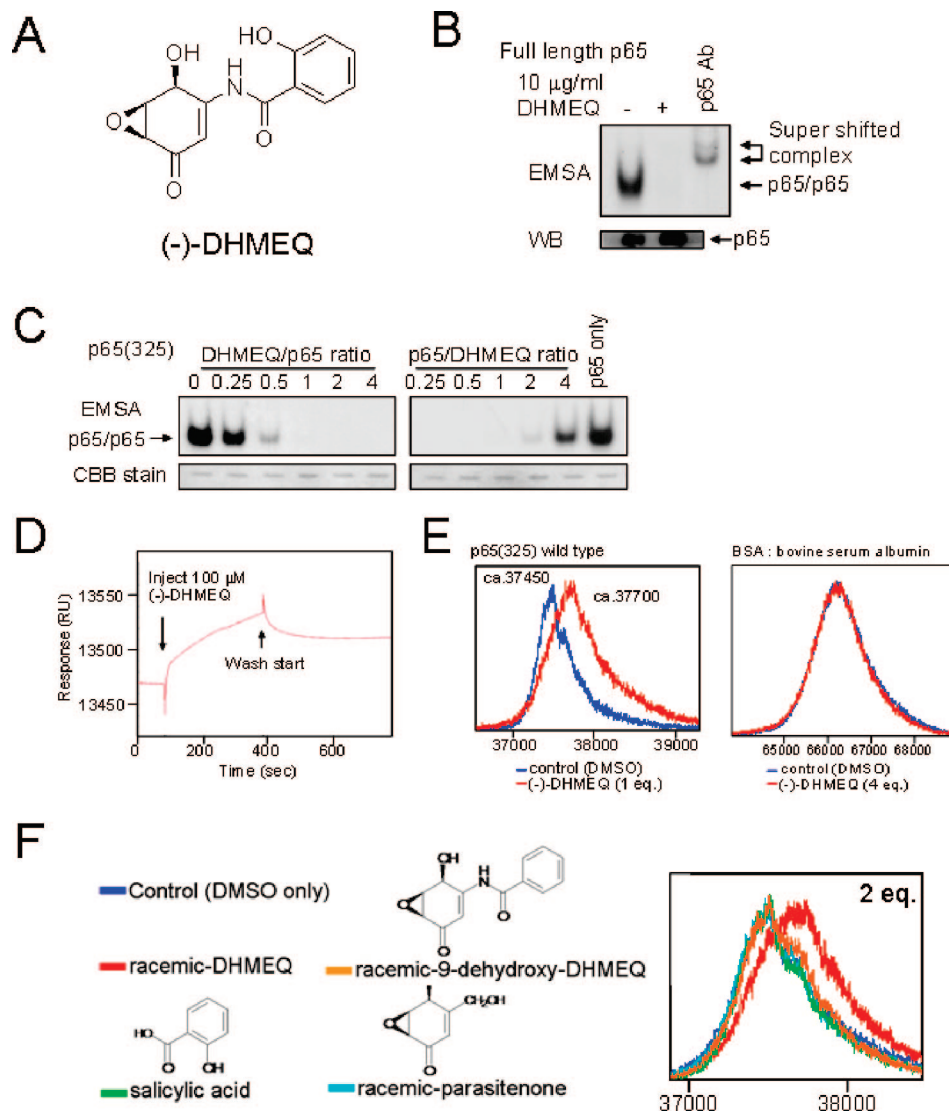 A
OH
HO
H
N
O
O
O
(-)-DHMEQ
B
Full length p65
10 µg/ml
DHMEQ - + p65 Ab
EMSA
Super shifted
complex
p65/p65
WB
p65
C
p65(325)
DHMEQ/p65 ratio
0 0.25 0.5 1 2 4
p65/DHMEQ ratio
0.25 0.5 1 2 4
p65 only
EMSA
p65/p65
CBB stain
D
Inject 100 µM
(-)-DHMEQ
Wash start
Response (RU)
13550
13500
13450
0 200 400 600
Time (sec)
E
p65(325) wild type
ca.37450
ca.37700
37000 38000 39000
control (DMSO)
(-)-DHMEQ (1 eq.)
BSA : bovine serum albumin
65000 66000 67000 68000
control (DMSO)
(-)-DHMEQ (4 eq.)
F
Control (DMSO only)
racemic-DHMEQ
HO
O
OH
salicylic acid
OH
H
N
O
O
O
racemic-9-dehydroxy-DHMEQ
CH₂OH
O
O
racemic-parasitenone
2 eq.
37000 38000